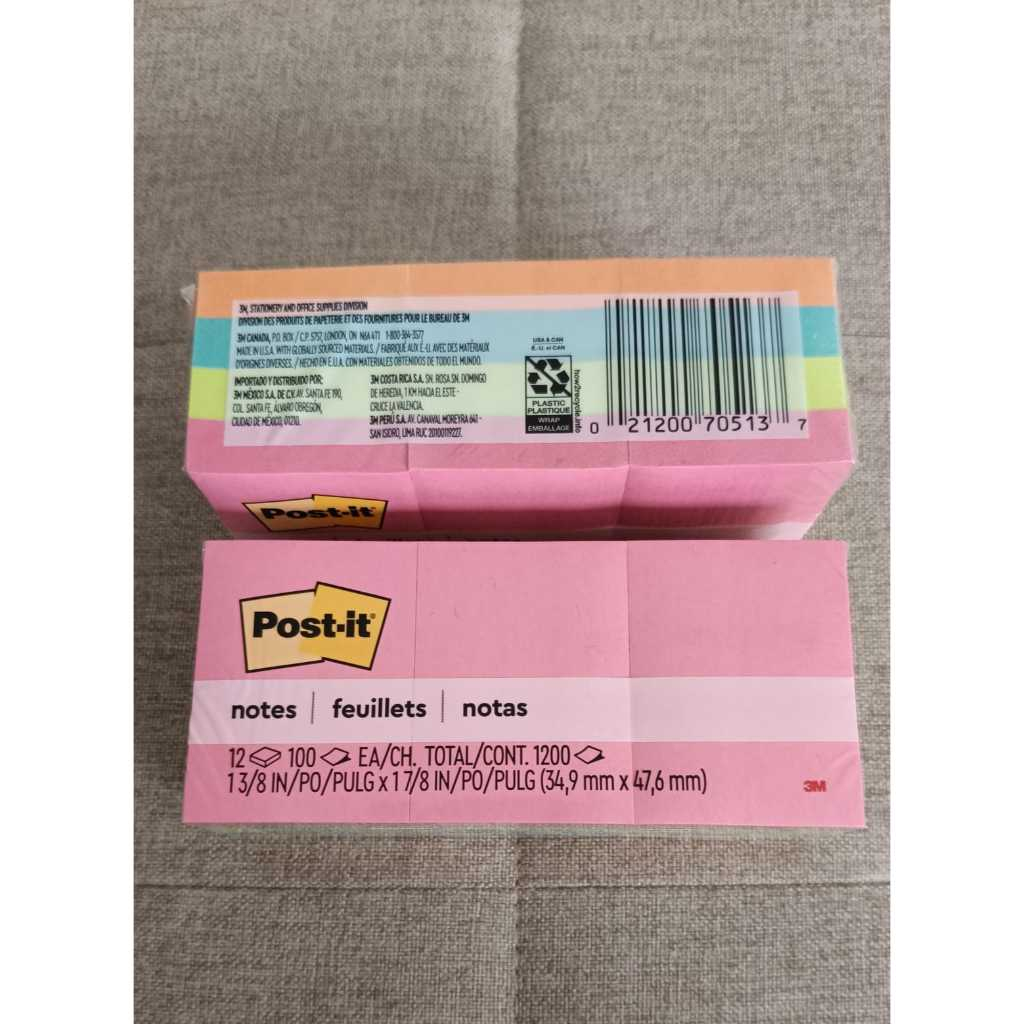 3M, STATIONERY AND OFFICE SUPPLIES DIVISION
DIVISION DES PRODUITS DE PAPETERIE ET DES FOURNITURES POUR LE BUREAU DE 3M
3M CANADA, P.O. BOX / C.P. 5757, LONDON, ON N6A 4T1 1-800-364-3577
MADE IN U.S.A. WITH GLOBALLY SOURCED MATERIALS. / FABRIQUÉ AUX É.-U. AVEC DES MATÉRIAUX
D'ORIGINES DIVERSES. / HECHO EN E.U.A. CON MATERIALES OBTENIDOS DE TODO EL MUNDO.
IMPORTADO Y DISTRIBUIDO POR:
3M MÉXICO S.A. DE C.V. AV. SANTA FE 190,
COL. SANTA FE, ÁLVARO OBREGÓN,
CIUDAD DE MÉXICO, 01210.
3M COSTA RICA S.A. SN. ROSA SN. DOMINGO
DE HEREDIA, 1 KM HACIA EL ESTE -
CRUCE LA VALENCIA.
3M PERÚ S.A. AV. CANAVAL MOREYRA 641 -
SAN ISIDRO, LIMA RUC 20100119227.
USA & CAN
É.-U. et CAN
PLASTIC
PLASTIQUE
WRAP
EMBALLAGE
how2recycle.info
0 21200 70513 7
Post-it
Post-it®
notes | feuillets | notas
12 100 EA/CH. TOTAL/CONT. 1200
1 3/8 IN/PO/PULG x 1 7/8 IN/PO/PULG (34,9 mm x 47,6 mm)
3M